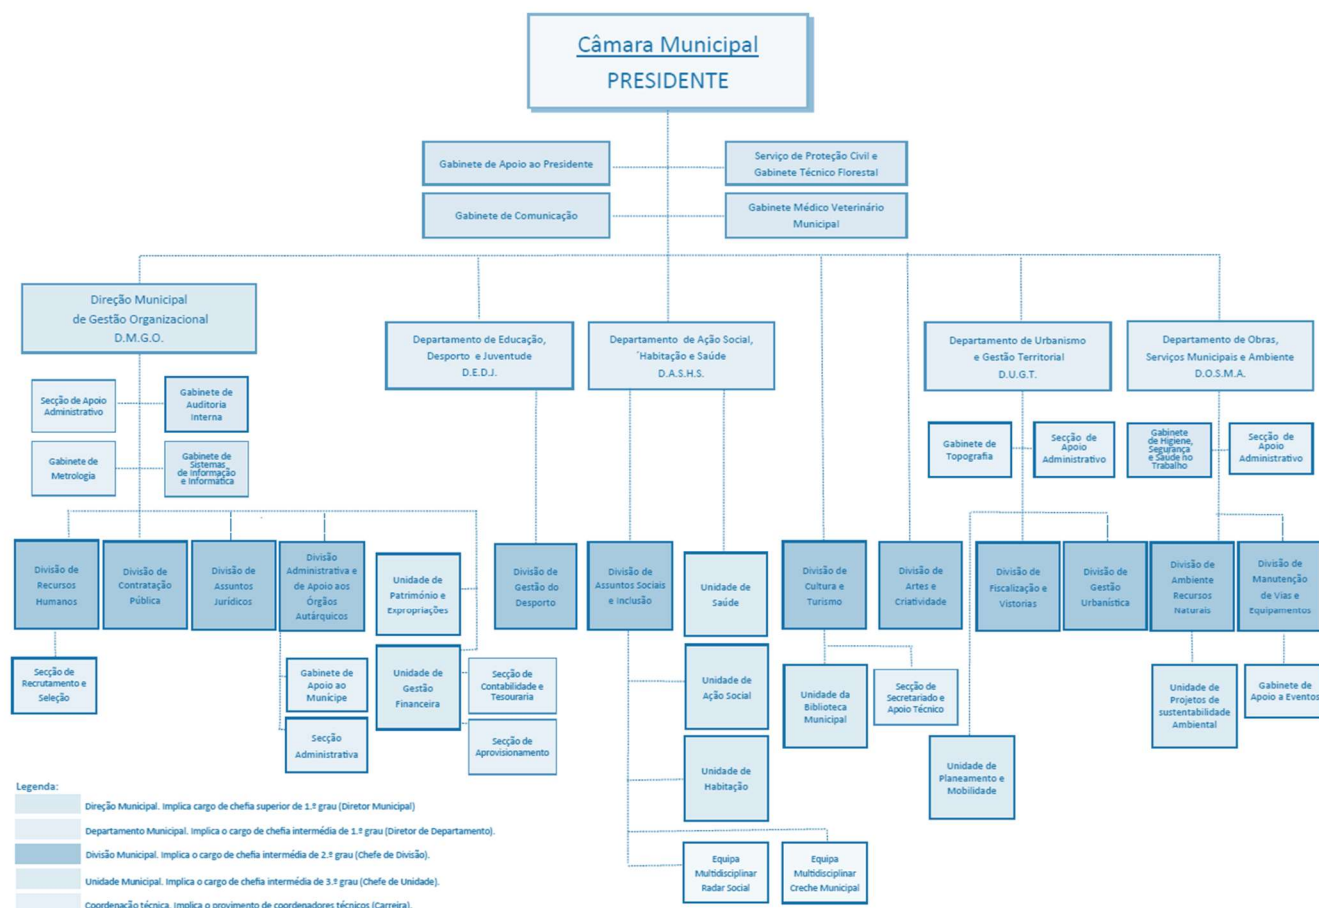 Câmara Municipal
PRESIDENTE
Gabinete de Apoio ao Presidente
Serviço de Proteção Civil e
Gabinete Técnico Florestal
Gabinete de Comunicação
Gabinete Médico Veterinário
Municipal
Direção Municipal
de Gestão Organizacional
D.M.G.O.
Departamento de Educação,
Desporto e Juventude
D.E.D.J.
Departamento de Ação Social,
´Habitação e Saúde
D.A.S.H.S.
Departamento de Urbanismo
e Gestão Territorial
D.U.G.T.
Departamento de Obras,
Serviços Municipais e Ambiente
D.O.S.M.A.
Secção de Apoio
Administrativo
Gabinete de
Auditoria
Interna
Gabinete de
Metrologia
Gabinete de
Sistemas
de Informação
e Informática
Gabinete de
Topografia
Secção de
Apoio
Administrativo
Gabinete
de Higiene,
Segurança
e Saúde no
Trabalho
Secção de
Apoio
Administrativo
Divisão de
Recursos
Humanos
Divisão de
Contratação
Pública
Divisão de
Assuntos
Jurídicos
Divisão
Administrativa e
de Apoio aos
Órgãos
Autárquicos
Unidade de
Património e
Expropriações
Divisão de
Gestão do
Desporto
Divisão de
Assuntos Sociais
e Inclusão
Unidade de
Saúde
Divisão de
Cultura e
Turismo
Divisão de
Artes e
Criatividade
Divisão de
Fiscalização e
Vistorias
Divisão de
Gestão
Urbanística
Divisão de
Ambiente
Recursos
Naturais
Divisão de
Manutenção
de Vias e
Equipamentos
Secção de
Recrutamento e
Seleção
Gabinete de
Apoio ao
Munícipe
Secção
Administrativa
Unidade de
Gestão
Financeira
Secção de
Contabilidade e
Tesouraria
Secção de
Aprovisionamento
Unidade de
Ação Social
Unidade de
Habitação
Unidade da
Biblioteca
Municipal
Secção de
Secretariado e
Apoio Técnico
Unidade de
Planeamento e
Mobilidade
Unidade de
Projetos de
sustentabilidade
Ambiental
Gabinete de
Apoio a Eventos
Equipa
Multidisciplinar
Radar Social
Equipa
Multidisciplinar
Creche Municipal
Legenda:
Direção Municipal. Implica cargo de chefia superior de 1.º grau (Diretor Municipal)
Departamento Municipal. Implica o cargo de chefia intermédia de 1.º grau (Diretor de Departamento).
Divisão Municipal. Implica o cargo de chefia intermédia de 2.º grau (Chefe de Divisão).
Unidade Municipal. Implica o cargo de chefia intermédia de 3.º grau (Chefe de Unidade).
Coordenação técnica. Implica o provimento de coordenadores técnicos (Carreira).